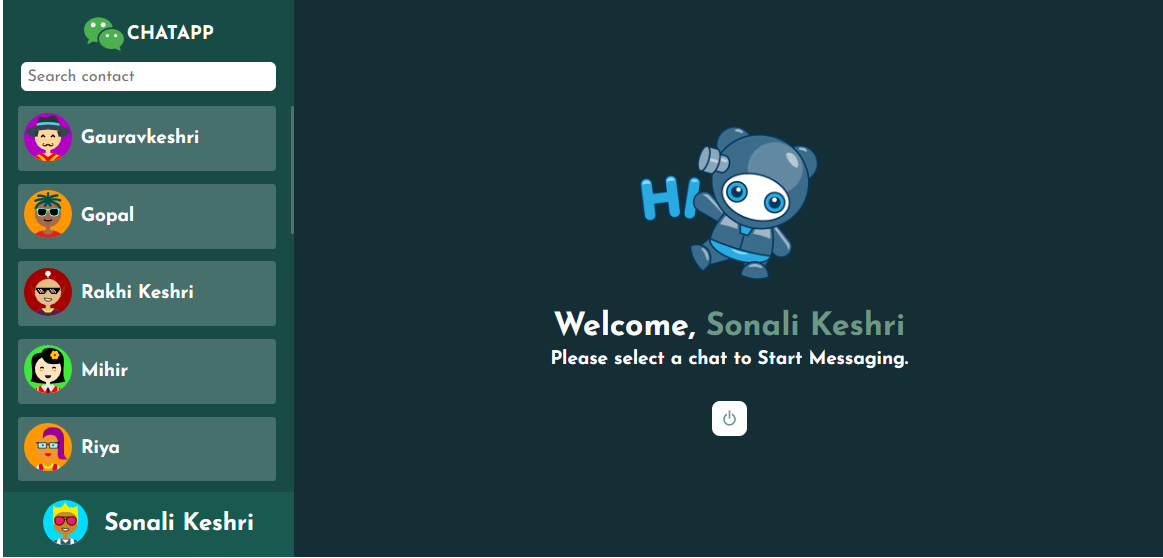 CHATAPP
Search contact
Gauravkeshri
Gopal
Rakhi Keshri
Mihir
Riya
Sonali Keshri
HI
Welcome, Sonali Keshri
Please select a chat to Start Messaging.